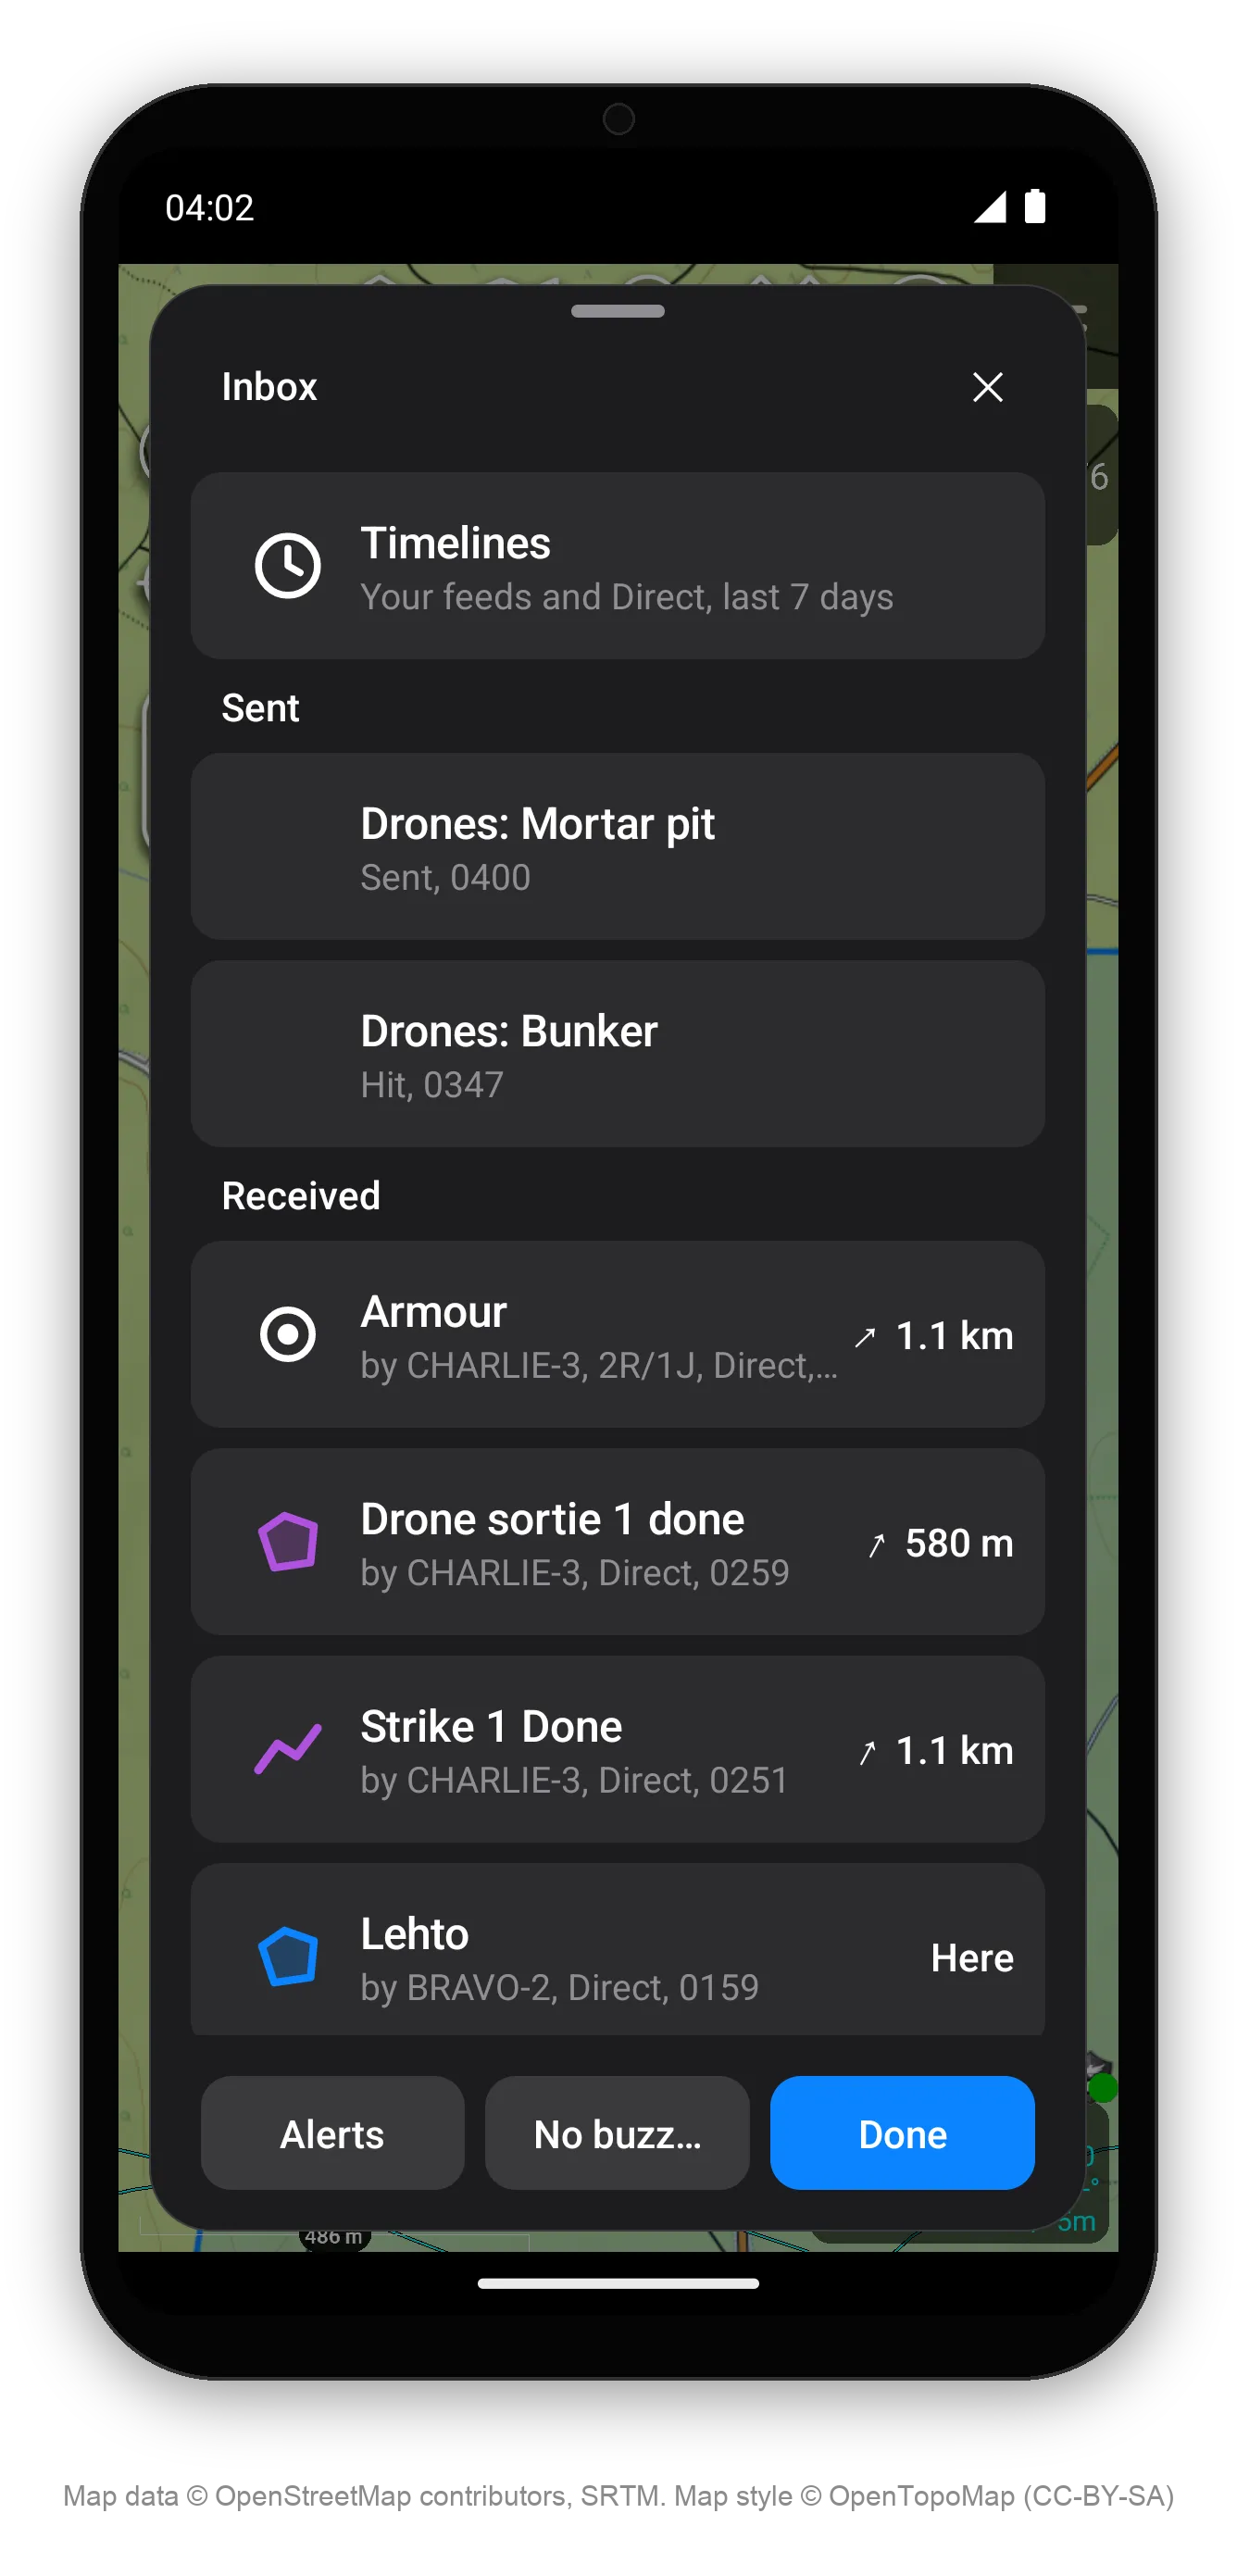 04:02
Inbox
6
Timelines
Your feeds and Direct, last 7 days
Sent
Drones: Mortar pit
Sent, 0400
Drones: Bunker
Hit, 0347
Received
Armour
by CHARLIE-3, 2R/1J, Direct,...
1.1 km
Drone sortie 1 done
by CHARLIE-3, Direct, 0259
580 m
Strike 1 Done
by CHARLIE-3, Direct, 0251
1.1 km
Lehto
by BRAVO-2, Direct, 0159
Here
Alerts
No buzz...
Done
486 m
5m
Map data © OpenStreetMap contributors, SRTM. Map style © OpenTopoMap (CC-BY-SA)